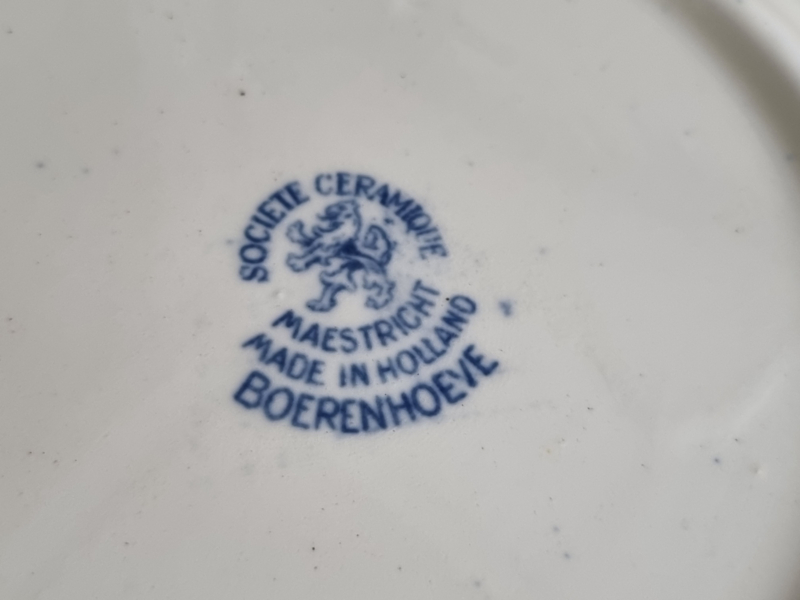 SOCIETE CERAMIQUE
MAESTRICHT
MADE IN HOLLAND
BOERENHOEVE